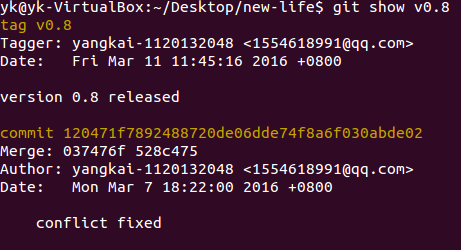 yk@yk-VirtualBox:~/Desktop/new-life$ git show v0.8
tag v0.8
Tagger: yangkai-1120132048 <1554618991@qq.com>
Date:   Fri Mar 11 11:45:16 2016 +0800

version 0.8 released

commit 120471f7892488720de06dde74f8a6f030abde02
Merge: 037476f 528c475
Author: yangkai-1120132048 <1554618991@qq.com>
Date:   Mon Mar 7 18:22:00 2016 +0800

    conflict fixed